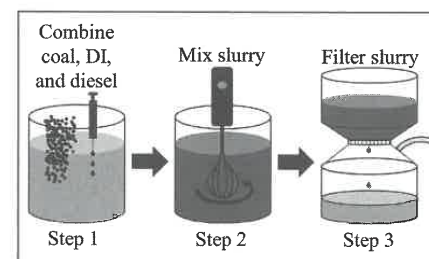 Combine
coal, DI,
and diesel
Mix slurry
Filter slurry
Step 1
Step 2
Step 3